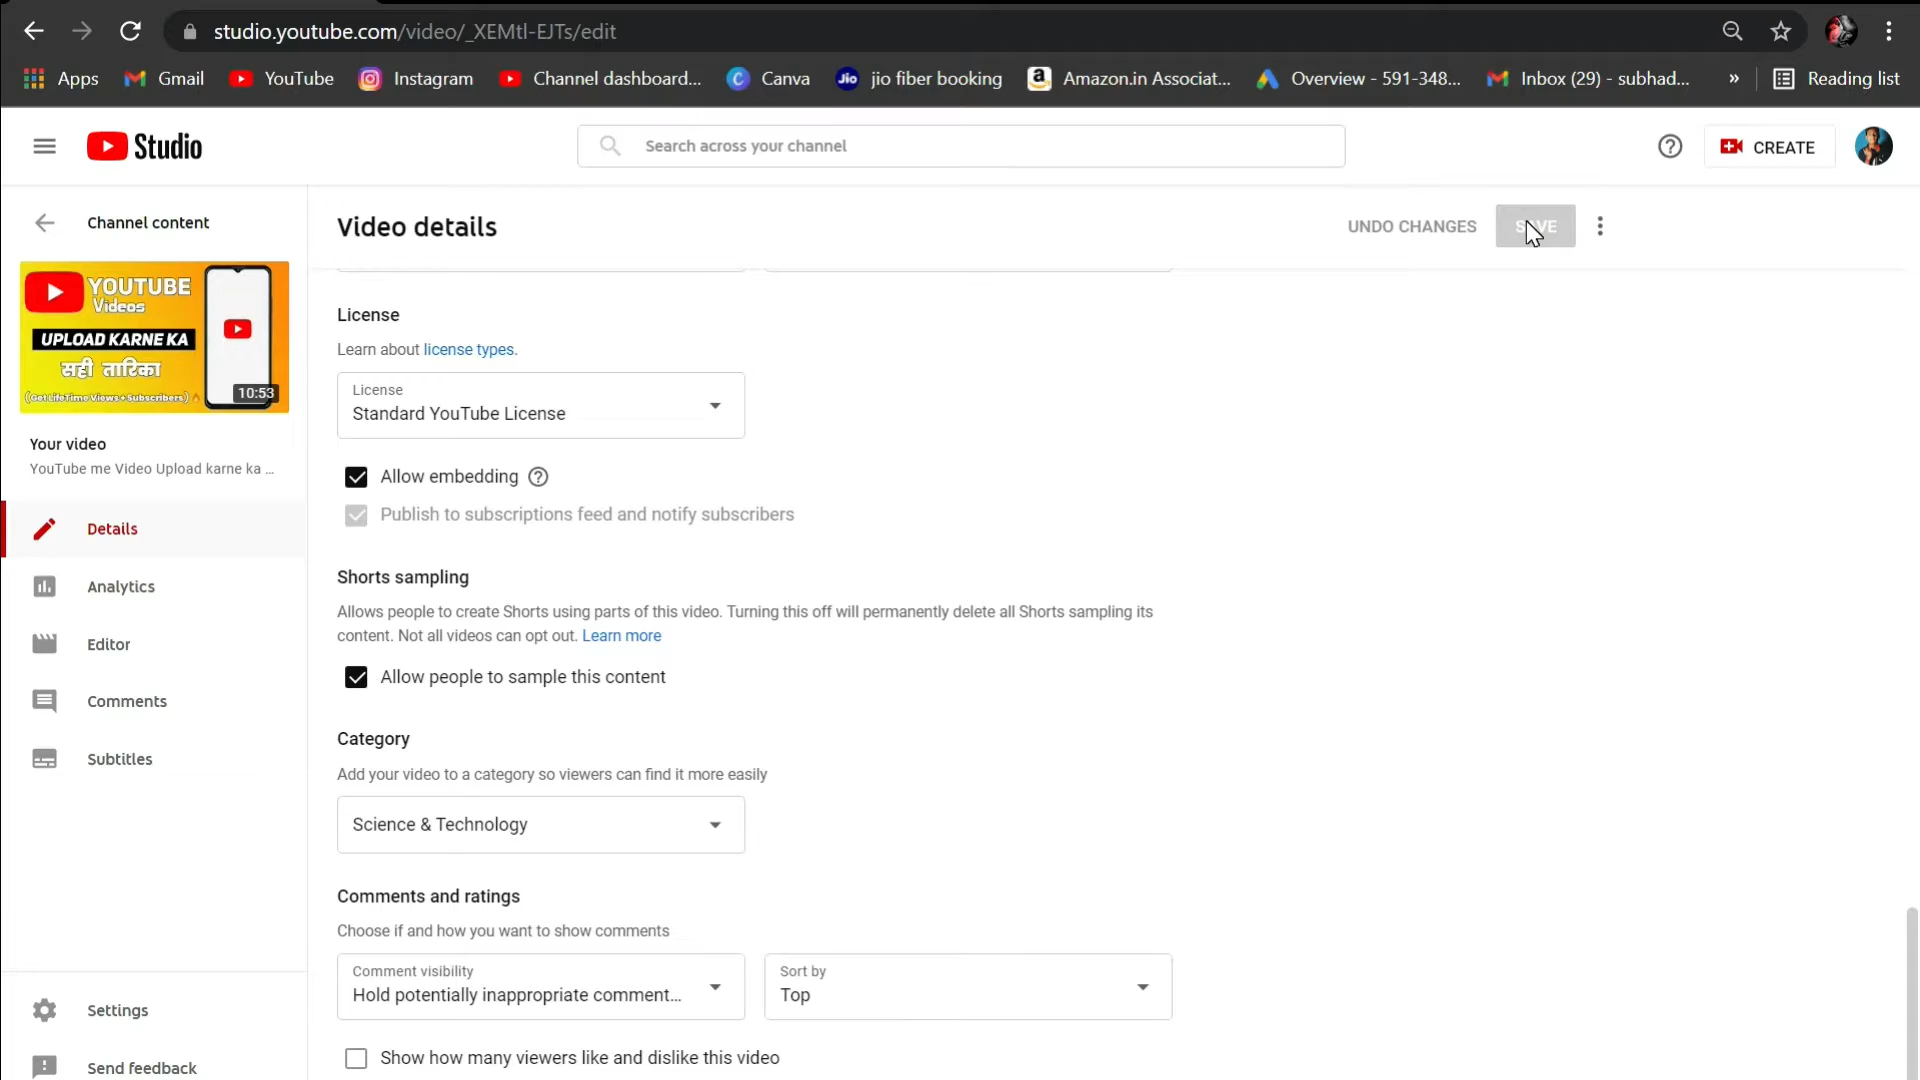 studio.youtube.com/video/_XEMtl-EJTs/edit
Apps Gmail YouTube Instagram Channel dashboard... Canva Jio jio fiber booking Amazon.in Associat... Overview - 591-348... Inbox (29) - subhad... » Reading list
Studio
Search across your channel
CREATE
Channel content
Video details
UNDO CHANGES
SAVE
YOUTUBE
Videos
UPLOAD KARNE KA
सही तारिका
(Get LifeTime Views+Subscribers)
10:53
Your video
YouTube me Video Upload karne ka ...
Details
Analytics
Editor
Comments
Subtitles
Settings
Send feedback
License
Learn about license types.
License
Standard YouTube License
Allow embedding
Publish to subscriptions feed and notify subscribers
Shorts sampling
Allows people to create Shorts using parts of this video. Turning this off will permanently delete all Shorts sampling its
content. Not all videos can opt out. Learn more
Allow people to sample this content
Category
Add your video to a category so viewers can find it more easily
Science & Technology
Comments and ratings
Choose if and how you want to show comments
Comment visibility
Hold potentially inappropriate comment...
Sort by
Top
Show how many viewers like and dislike this video